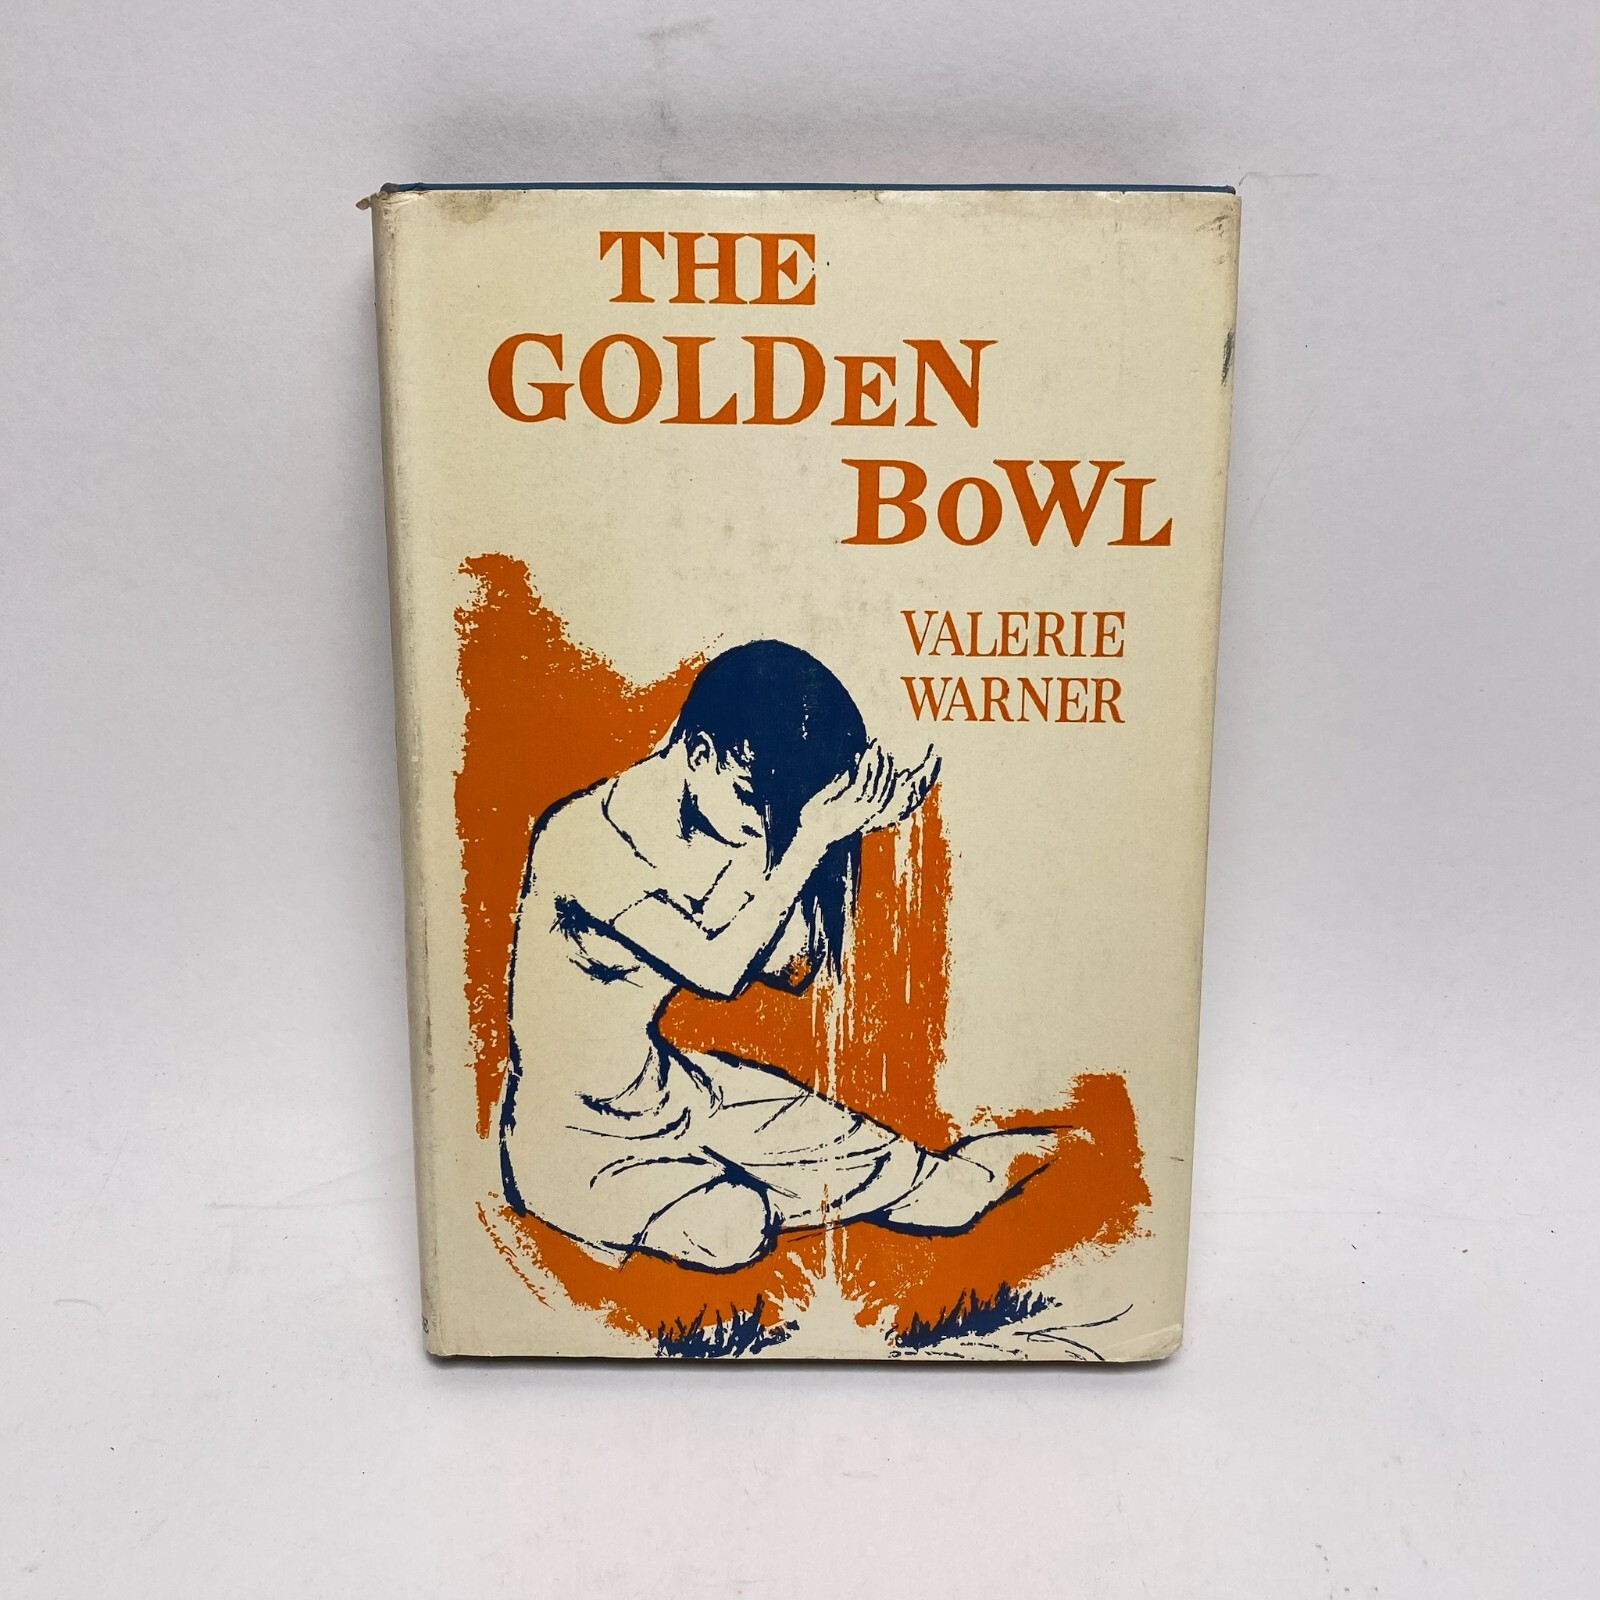 THE
GOLDEN
BOWL
VALERIE
WARNER